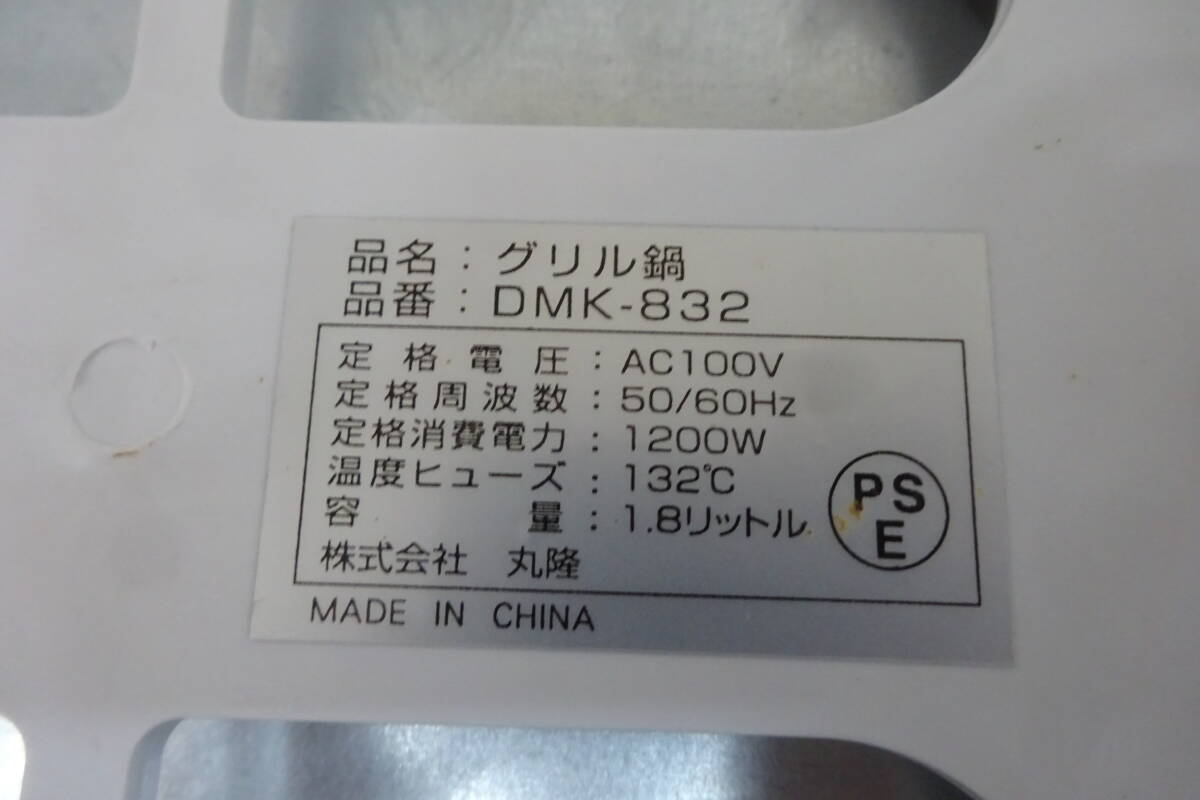 品名：グリル鍋
品番：DMK-832
定格電圧：AC100V
定格周波数：50/60Hz
定格消費電力：1200W
温度ヒューズ：132℃
容量：1.8リットル
株式会社 丸隆
PS
E
MADE IN CHINA